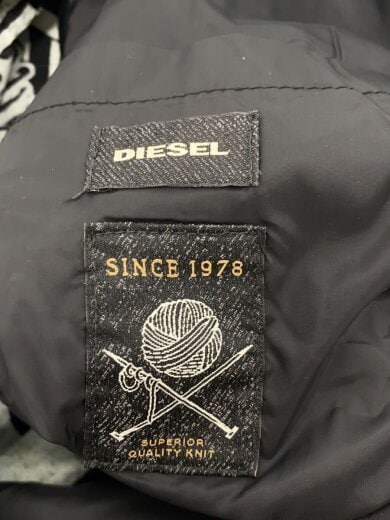 DIESEL
SINCE 1978
SUPERIOR
QUALITY KNIT